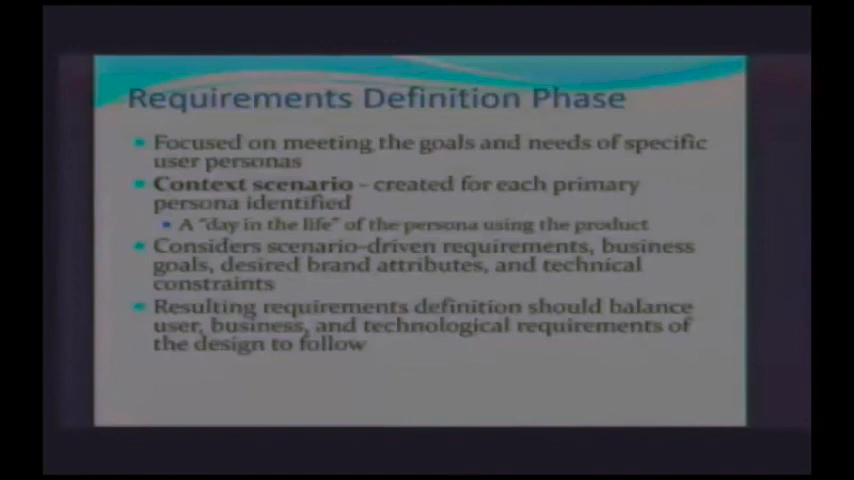 Requirements Definition Phase
Focused on meeting the goals and needs of specific
user personas
Context scenario - created for each primary
persona identified
A "day in the life" of the persona using the product
Considers scenario-driven requirements, business
goals, desired brand attributes, and technical
constraints
Resulting requirements definition should balance
user, business, and technological requirements of
the design to follow